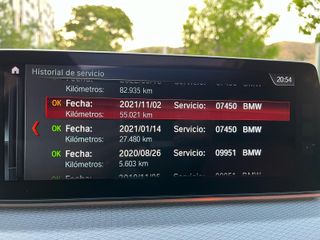 Historial de servicio
20:54
Kilómetros: 82.935 km
OK Fecha: 2021/11/02 Servicio: 07450 BMW
Kilómetros: 55.021 km
OK Fecha: 2021/01/14 Servicio: 07450 BMW
Kilómetros: 27.480 km
OK Fecha: 2020/08/26 Servicio: 09951 BMW
Kilómetros: 5.603 km